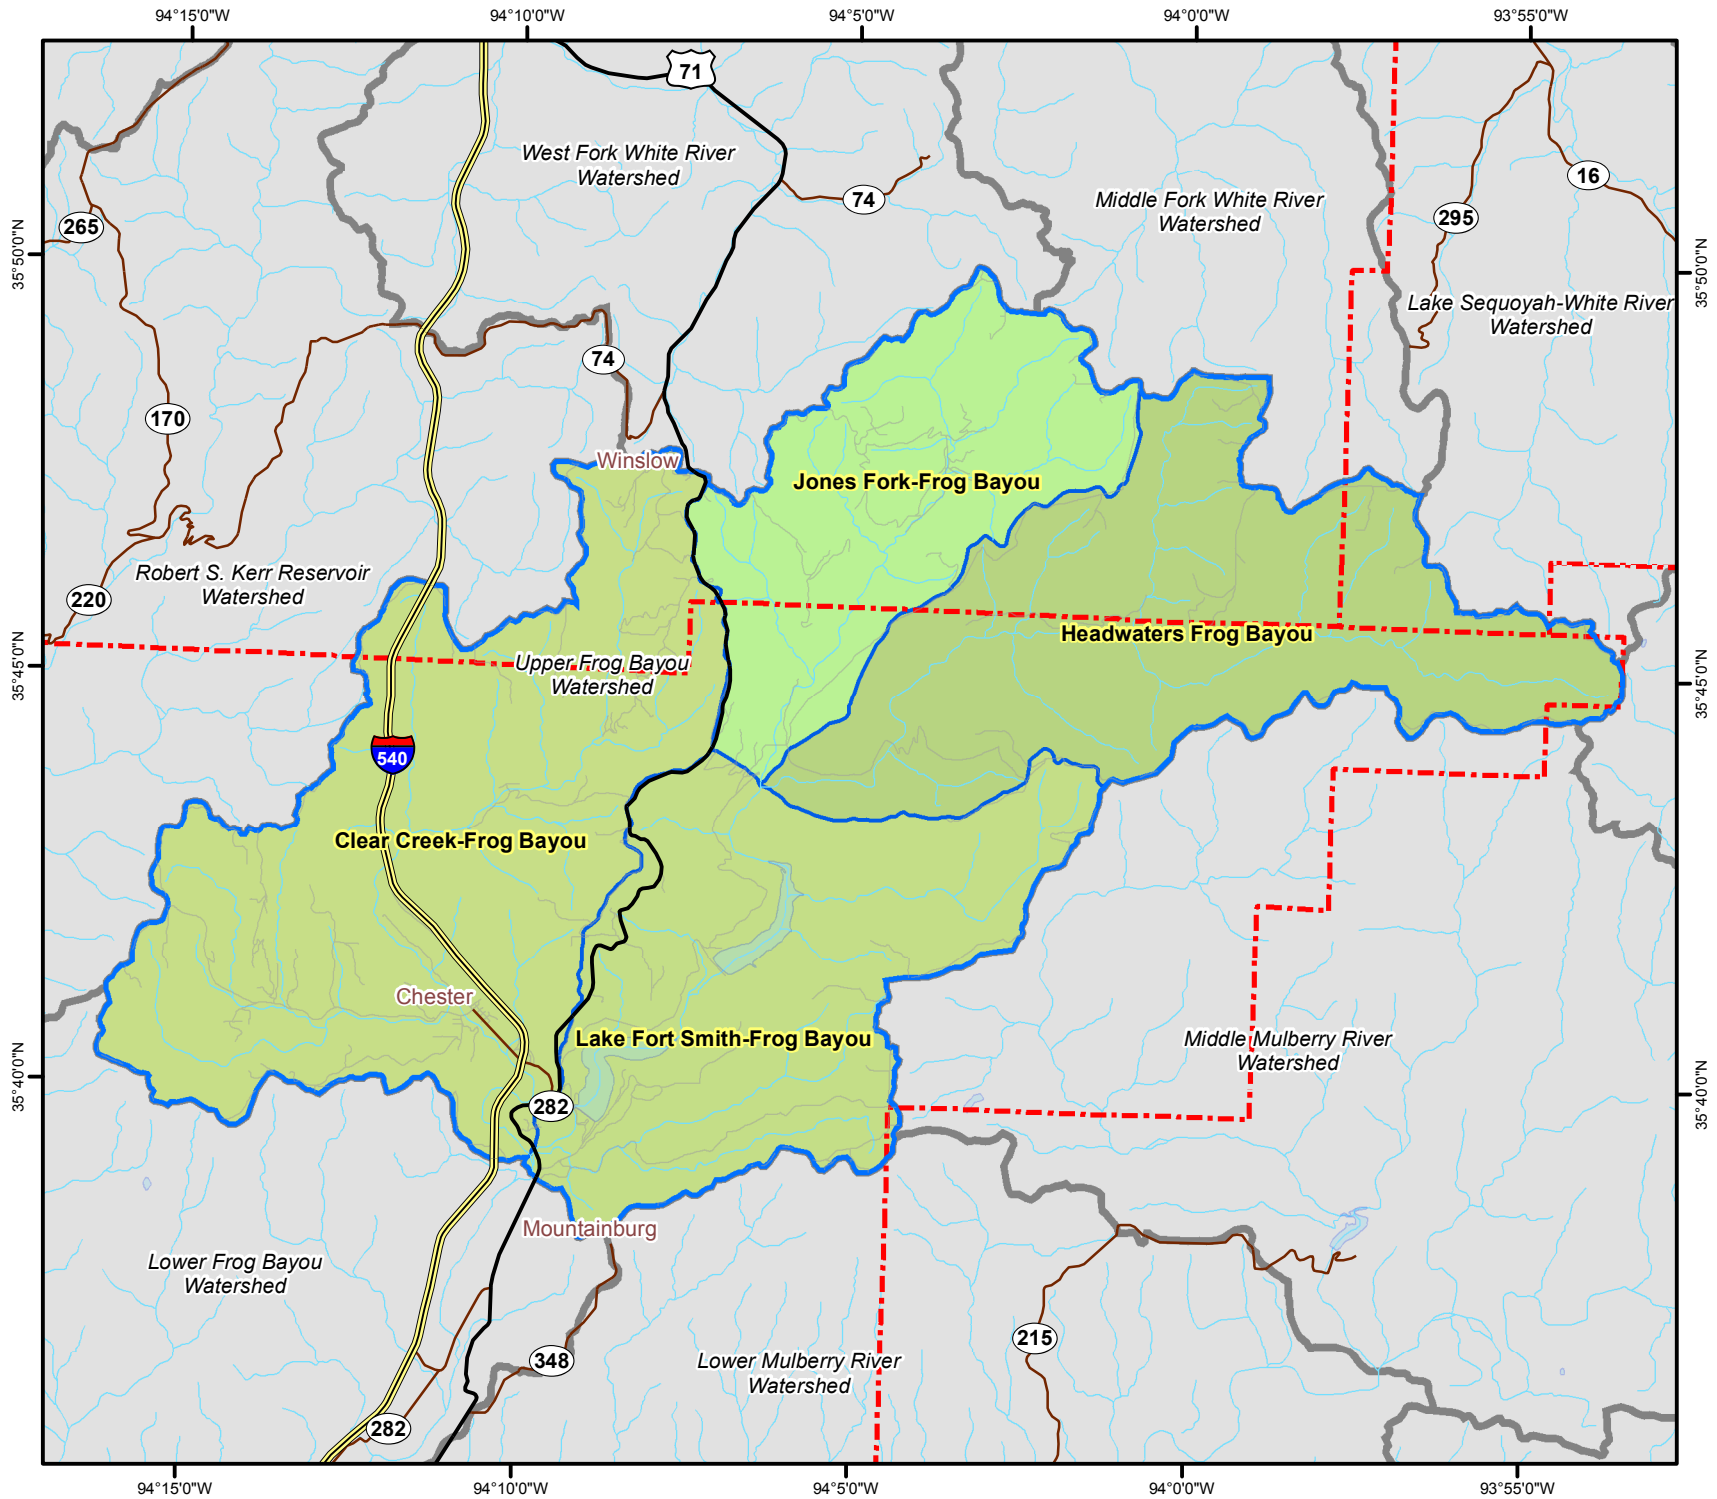 94°15'0"W
94°10'0"W
94°5'0"W
94°0'0"W
93°55'0"W
71
West Fork White River
Watershed
74
Middle Fork White River
Watershed
16
295
265
35°50'0"N
35°50'0"N
Lake Sequoyah-White River
Watershed
74
170
Winslow
Jones Fork-Frog Bayou
Robert S. Kerr Reservoir
Watershed
220
Headwaters Frog Bayou
Upper Frog Bayou
Watershed
35°45'0"N
35°45'0"N
540
Clear Creek-Frog Bayou
Chester
Lake Fort Smith-Frog Bayou
Middle Mulberry River
Watershed
35°40'0"N
35°40'0"N
282
Mountainburg
Lower Frog Bayou
Watershed
215
348
Lower Mulberry River
Watershed
282
94°15'0"W
94°10'0"W
94°5'0"W
94°0'0"W
93°55'0"W